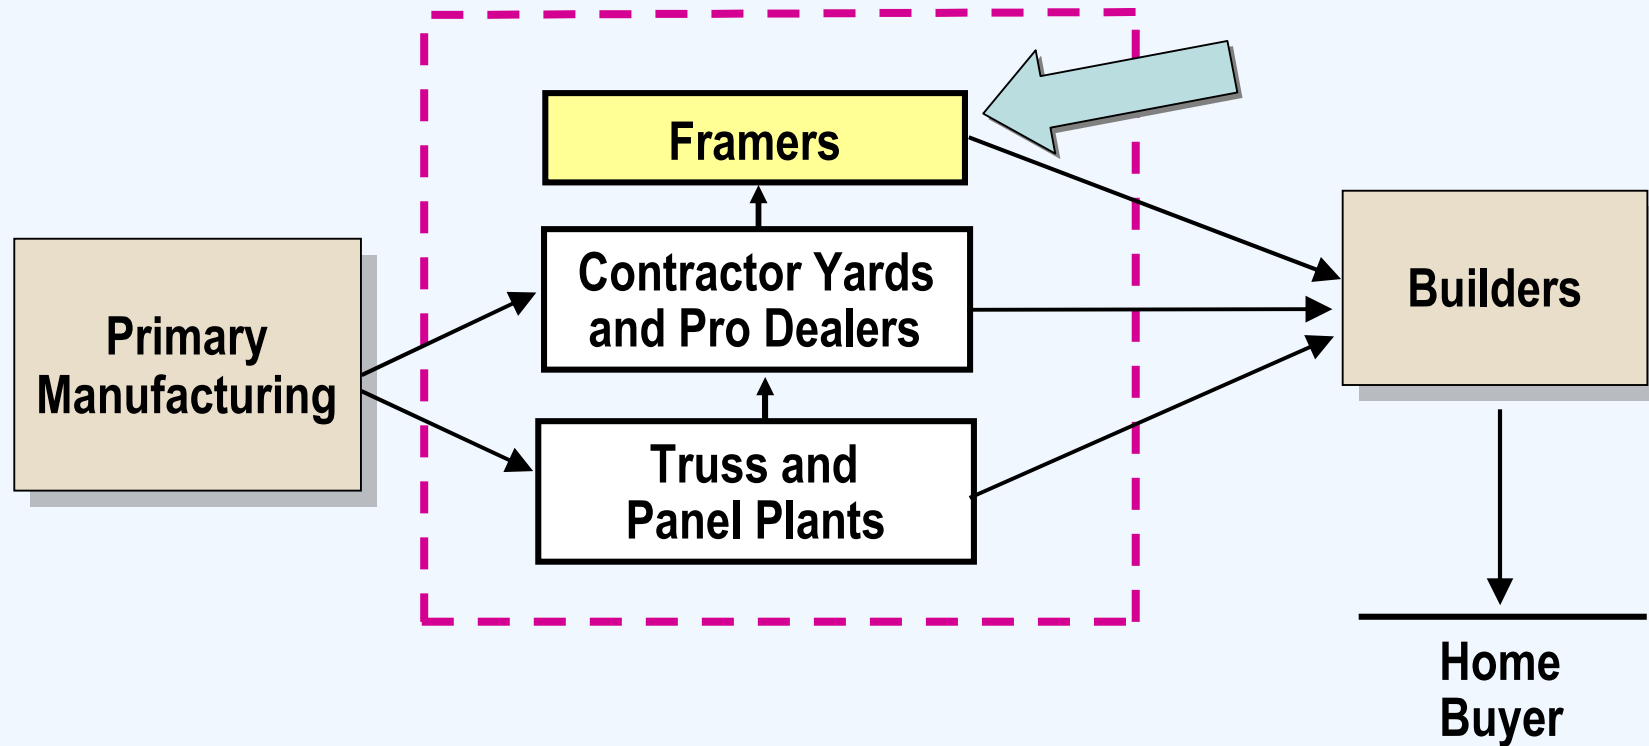 Framers
Contractor Yards
and Pro Dealers
Primary
Manufacturing
Truss and
Panel Plants
Builders
Home
Buyer